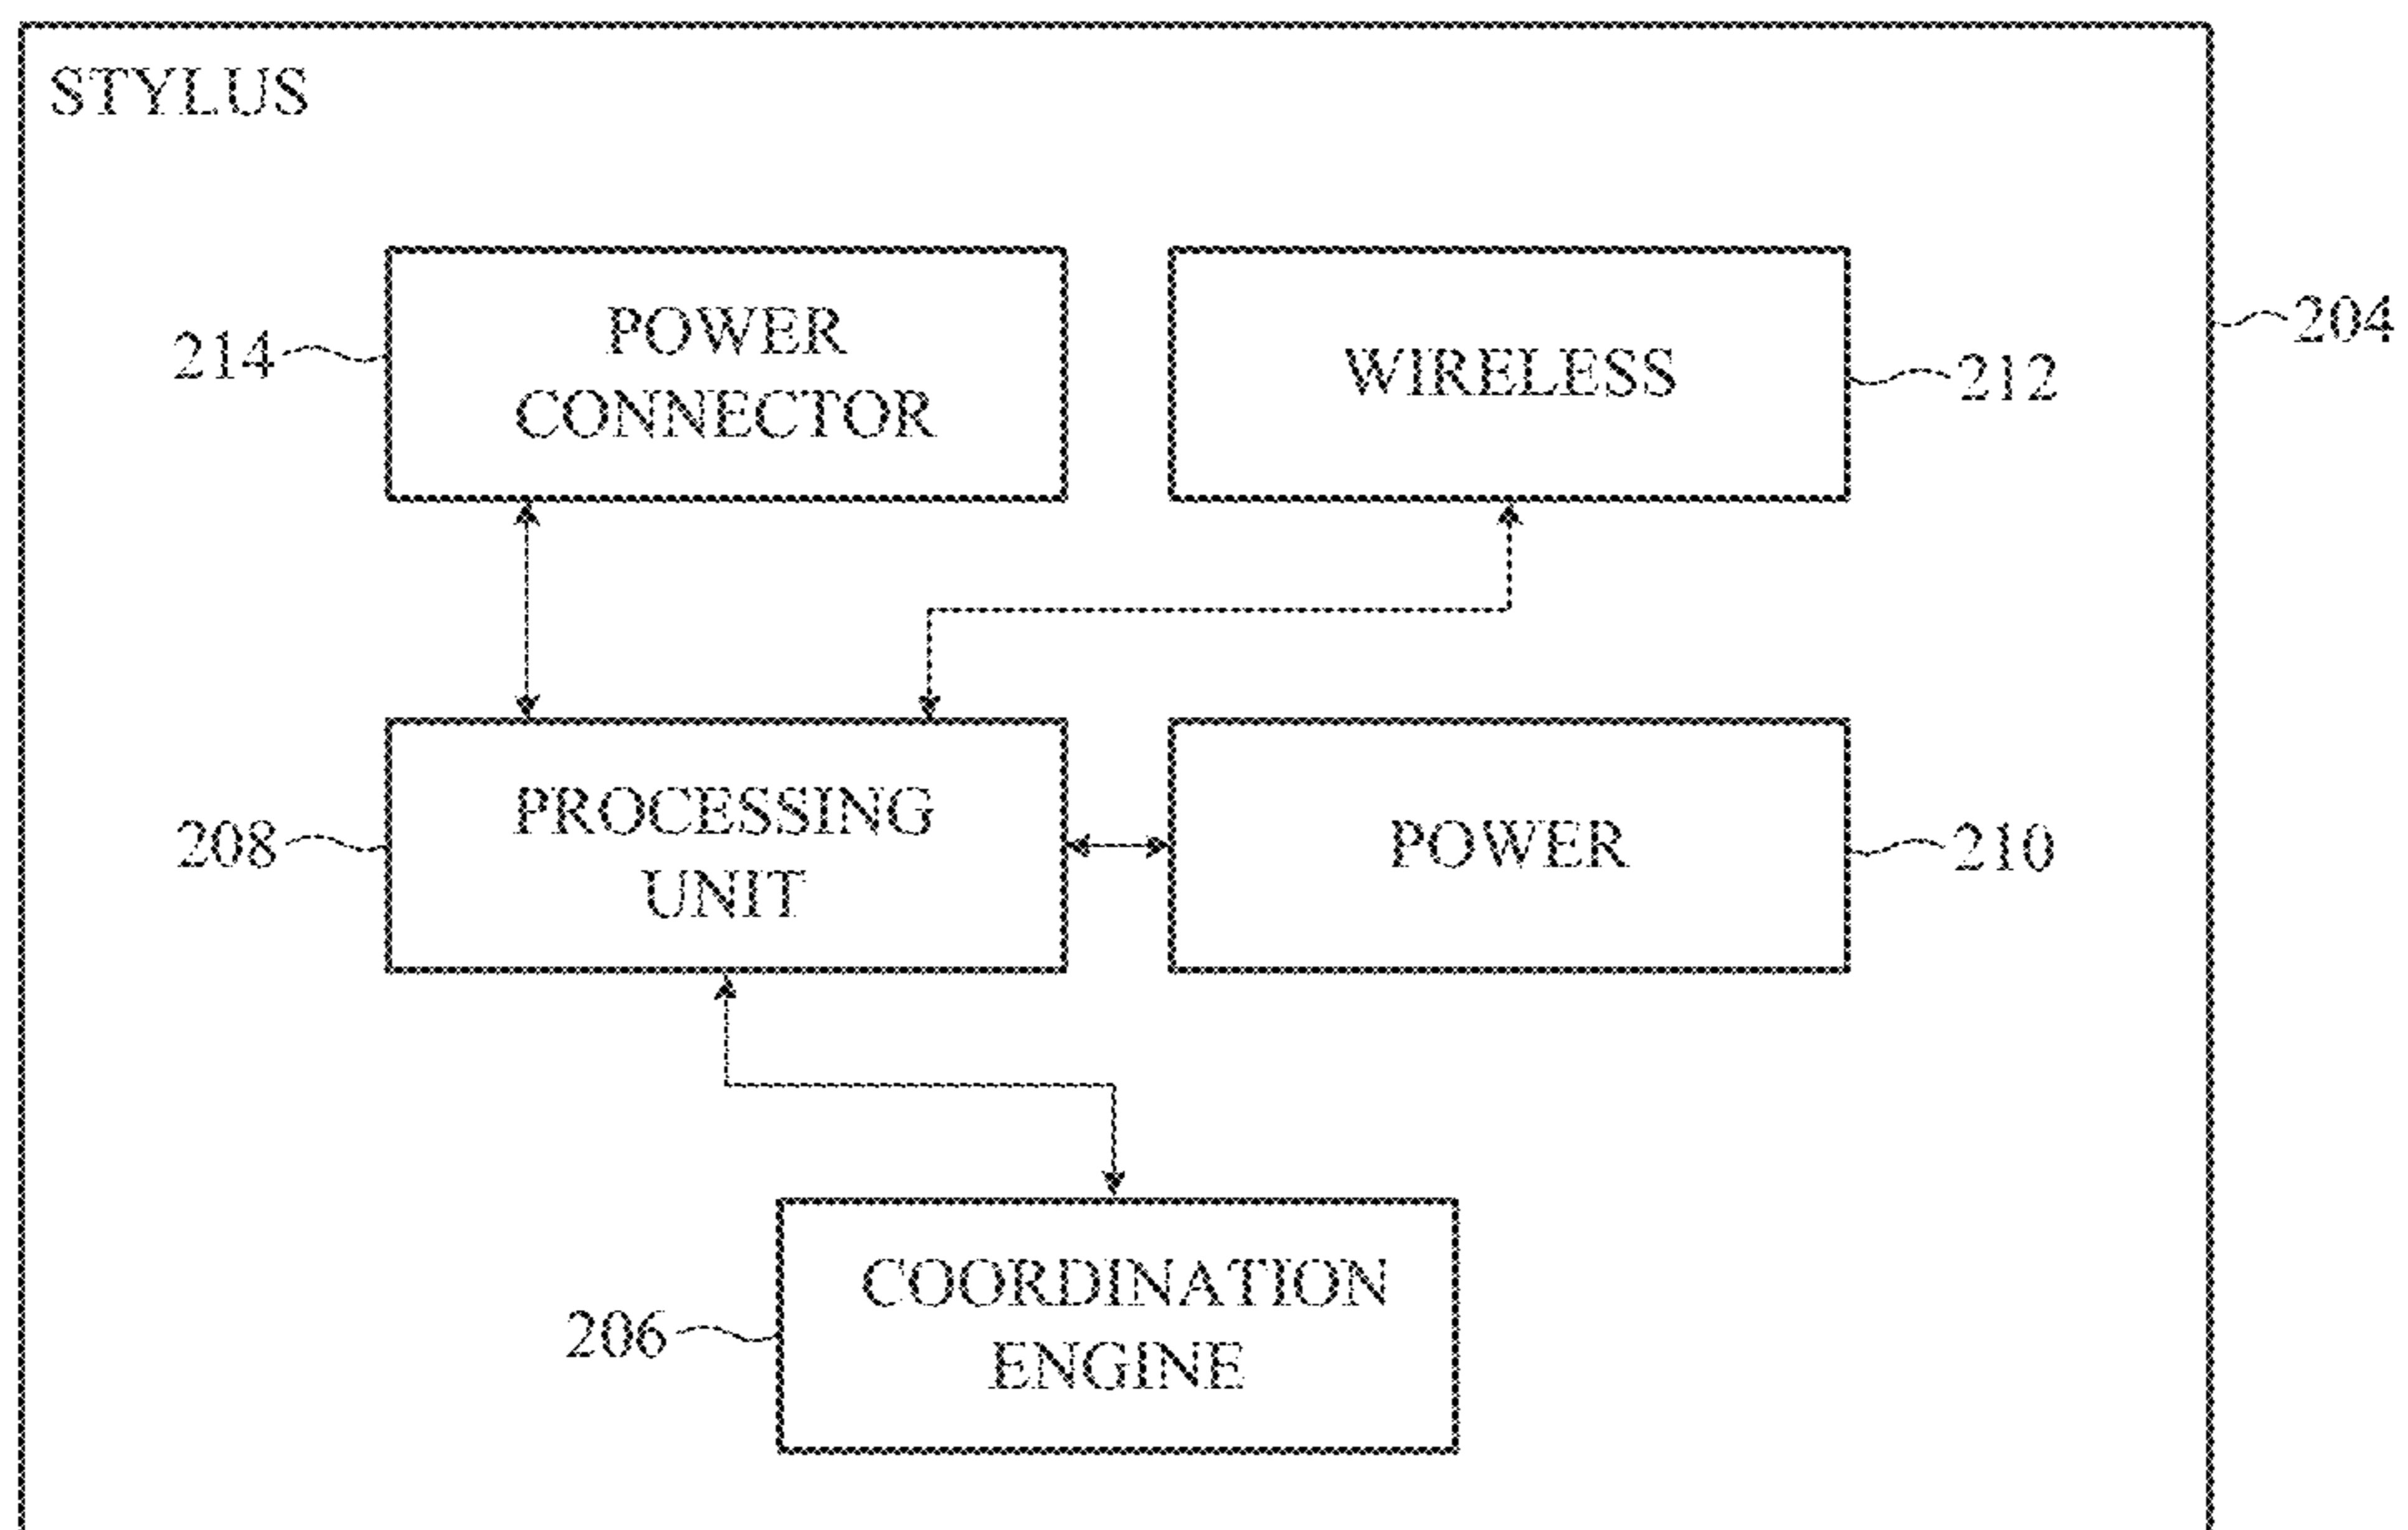 STYLUS
204
214
POWER
CONNECTOR
WIRELESS
212
208
PROCESSING
UNIT
POWER
210
206
COORDINATION
ENGINE